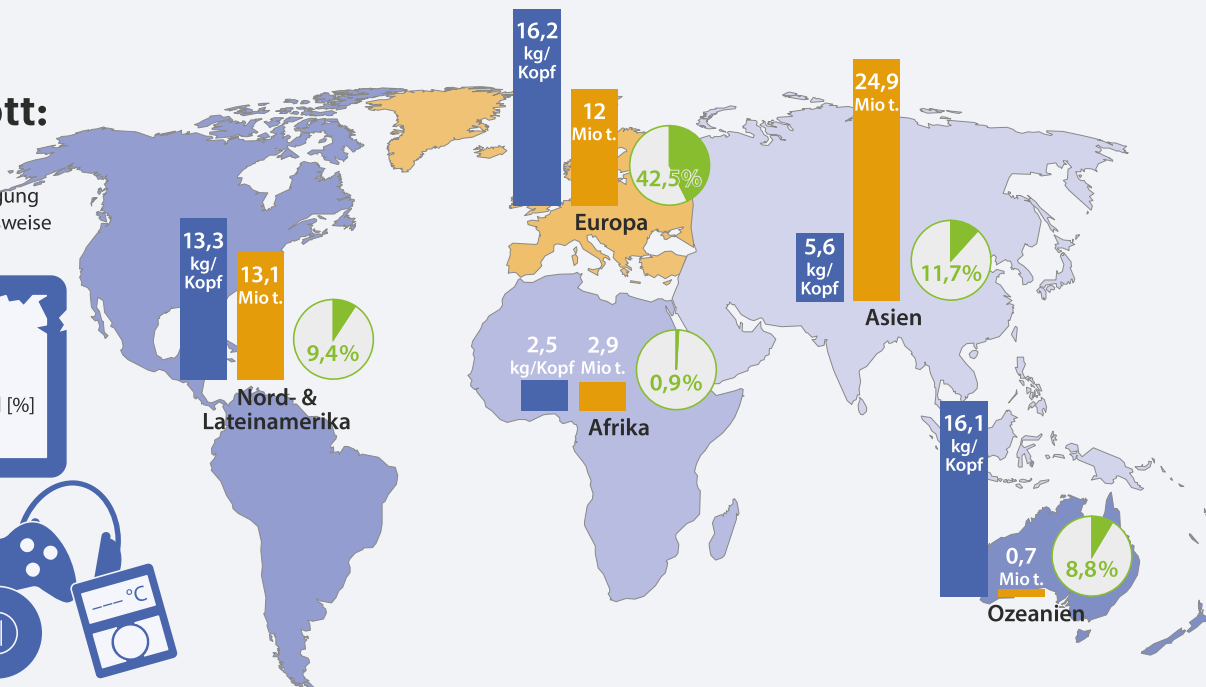 ott:
gung
sweise
[%]
16,2
kg/
Kopf
12
Mio t.
42,5%
Europa
24,9
Mio t.
5,6
kg/
Kopf
11,7%
Asien
13,3
kg/
Kopf
13,1
Mio t.
9,4%
Nord- &
Lateinamerika
2,5
kg/Kopf
2,9
Mio t.
0,9%
Afrika
16,1
kg/
Kopf
0,7
Mio t.
8,8%
Ozeanien
___°C